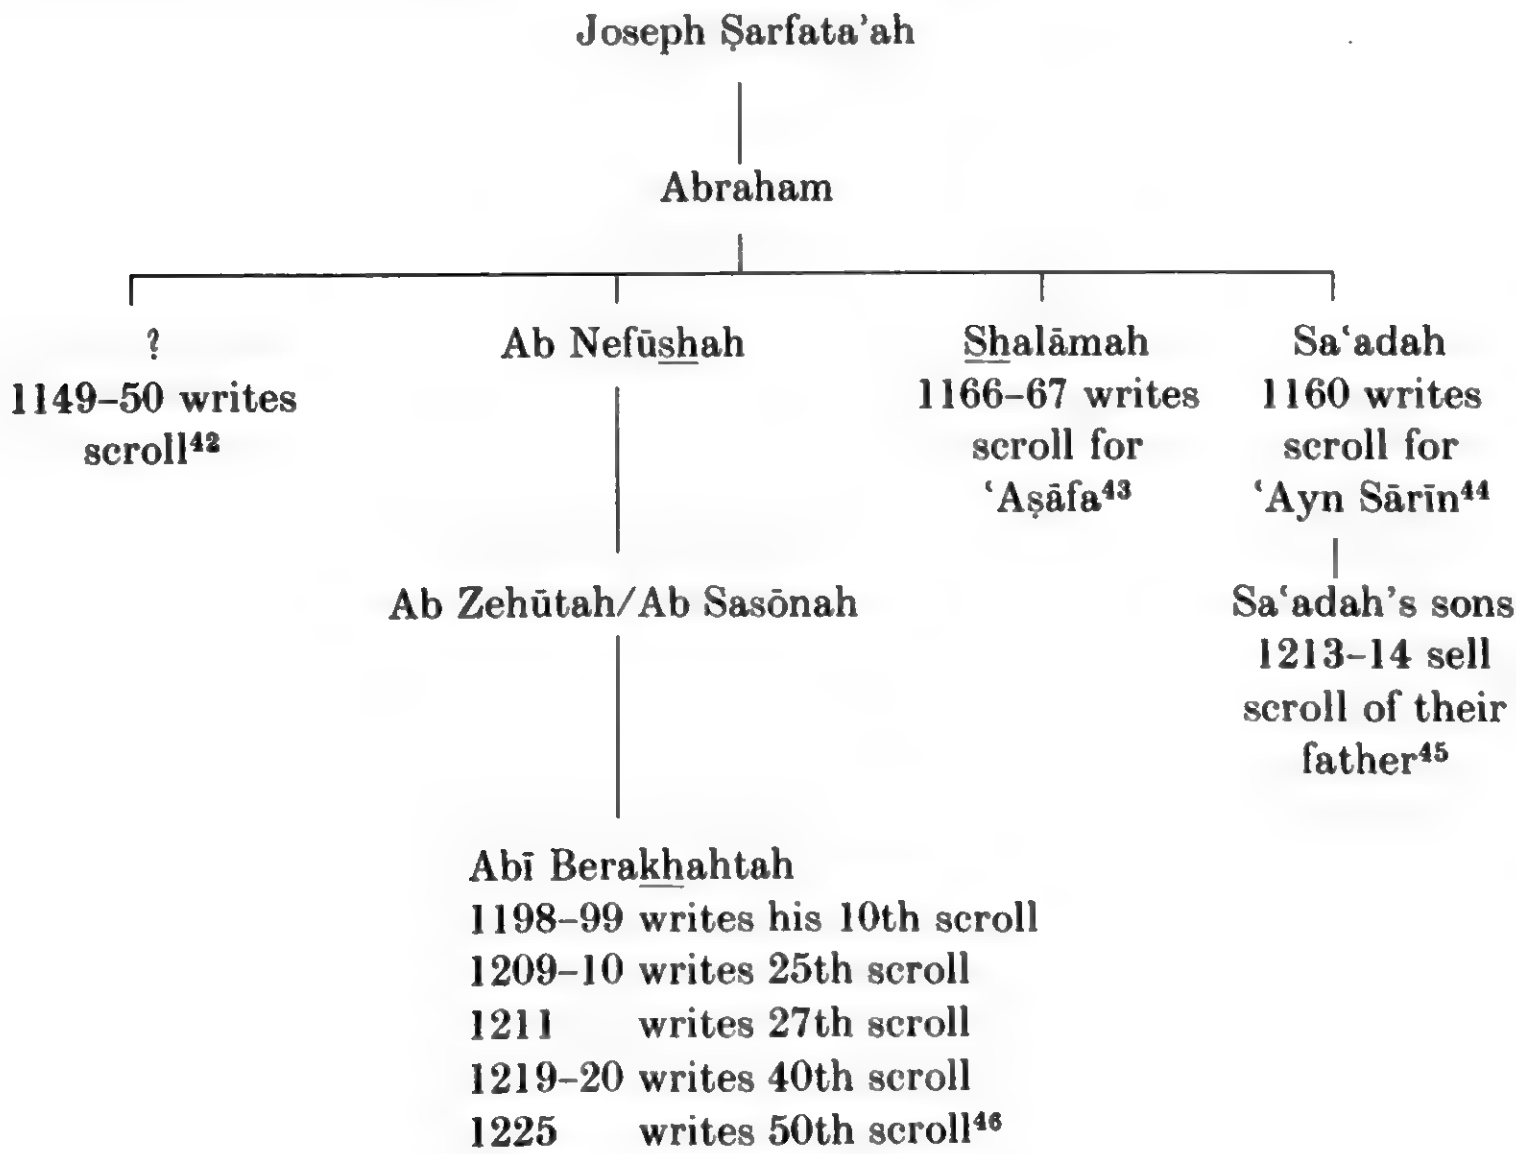 Joseph Ṣarfata’ah
Abraham
?
1149–50 writes
scroll⁴²
Ab Nefūshah
Shalāmah
1166–67 writes
scroll for
‘Aṣāfa⁴³
Sa‘adah
1160 writes
scroll for
‘Ayn Sārīn⁴⁴
Ab Zehūtah/Ab Sasōnah
Sa‘adah’s sons
1213–14 sell
scroll of their
father⁴⁵
Abī Berakhahtah
1198–99 writes his 10th scroll
1209–10 writes 25th scroll
1211 writes 27th scroll
1219–20 writes 40th scroll
1225 writes 50th scroll⁴⁶